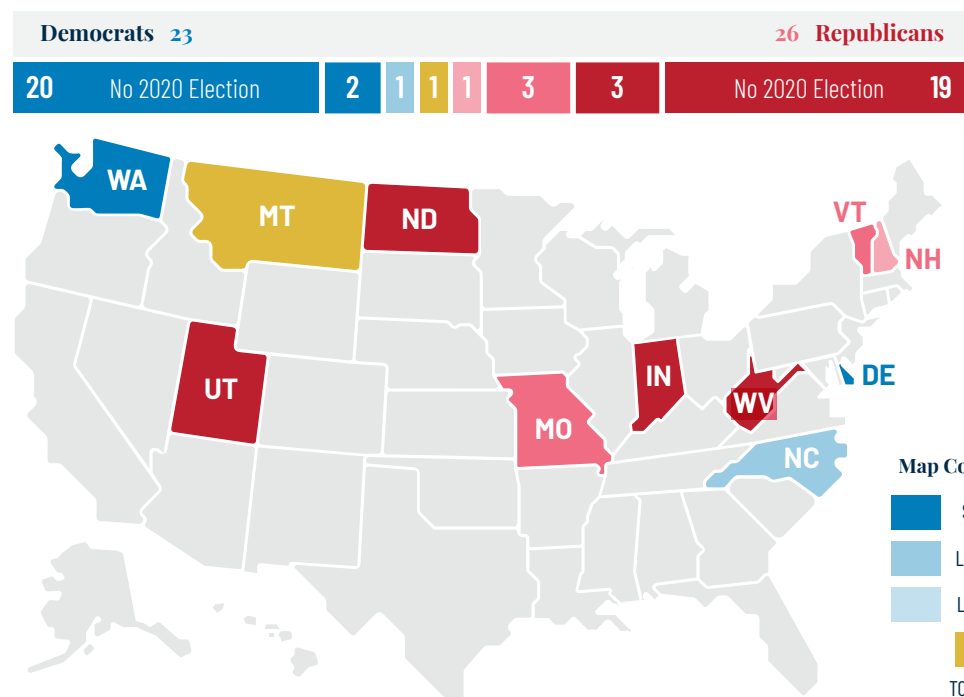 Democrats 23
26 Republicans
20 No 2020 Election 2 1 1 1 3 3 No 2020 Election 19
WA
MT
ND
VT
NH
UT
IN
DE
WV
MO
NC
Map Co
S
L
L
TO